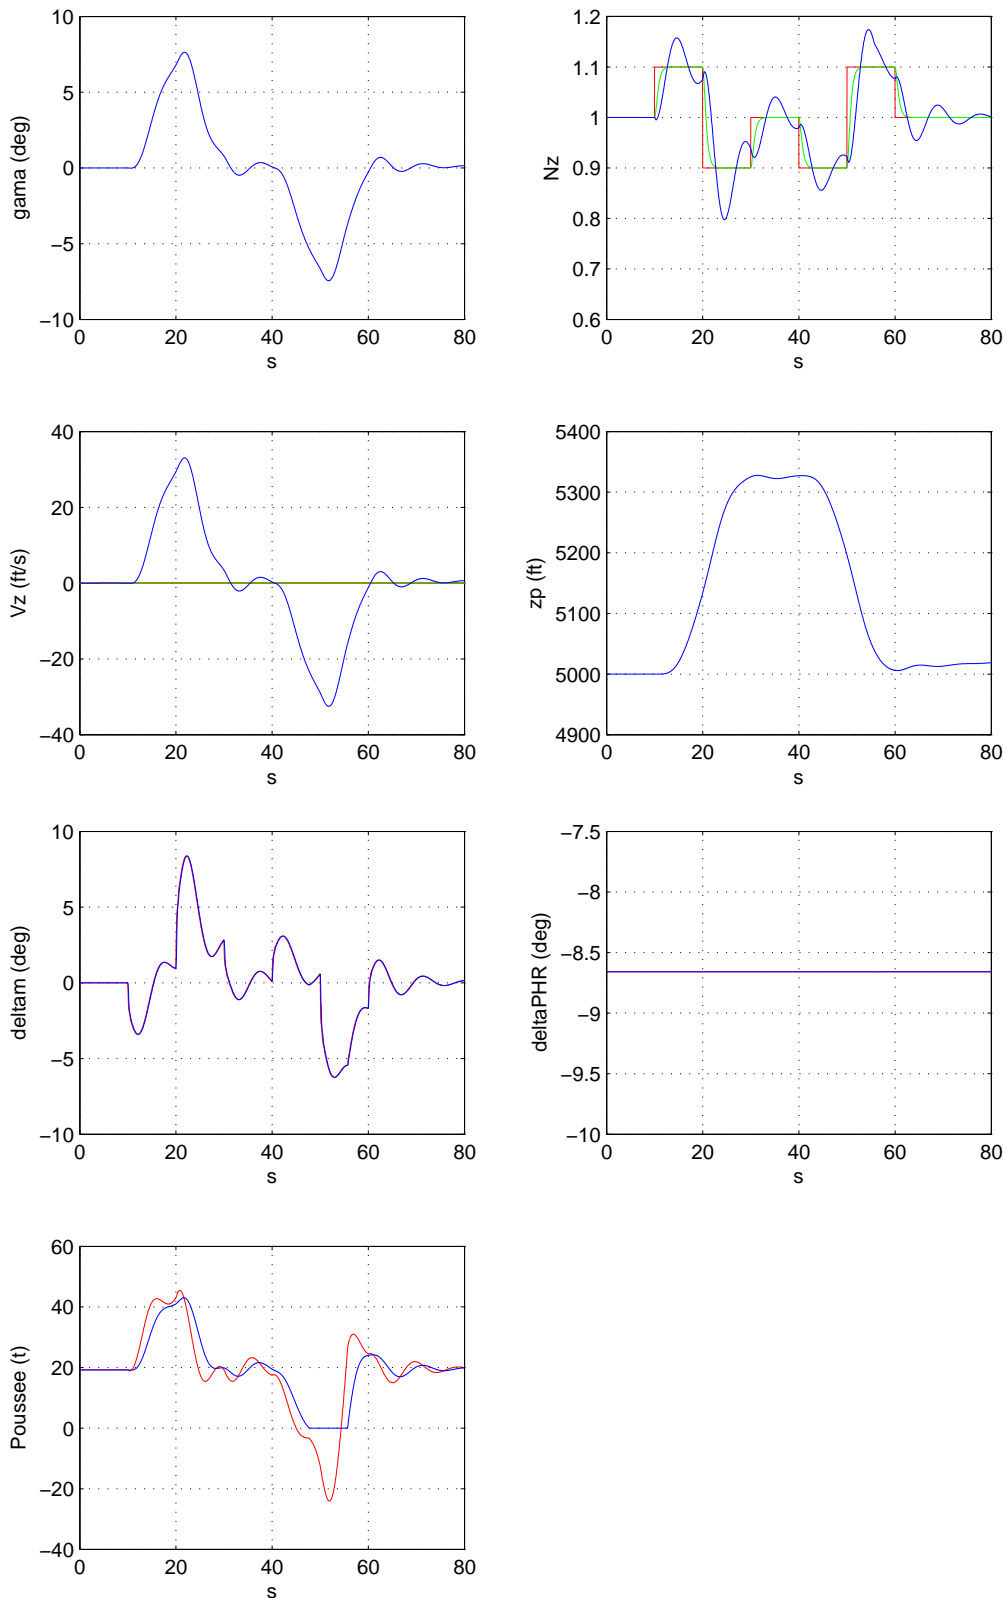 10
5
0
−5
−10
gama (deg)
0 20 40 60 80
s
1.2
1.1
1
0.9
0.8
0.7
0.6
Nz
0 20 40 60 80
s
40
20
0
−20
−40
Vz (ft/s)
0 20 40 60 80
s
5400
5300
5200
5100
5000
4900
zp (ft)
0 20 40 60 80
s
10
5
0
−5
−10
deltam (deg)
0 20 40 60 80
s
−7.5
−8
−8.5
−9
−9.5
−10
deltaPHR (deg)
0 20 40 60 80
s
60
40
20
0
−20
−40
Poussee (t)
0 20 40 60 80
s